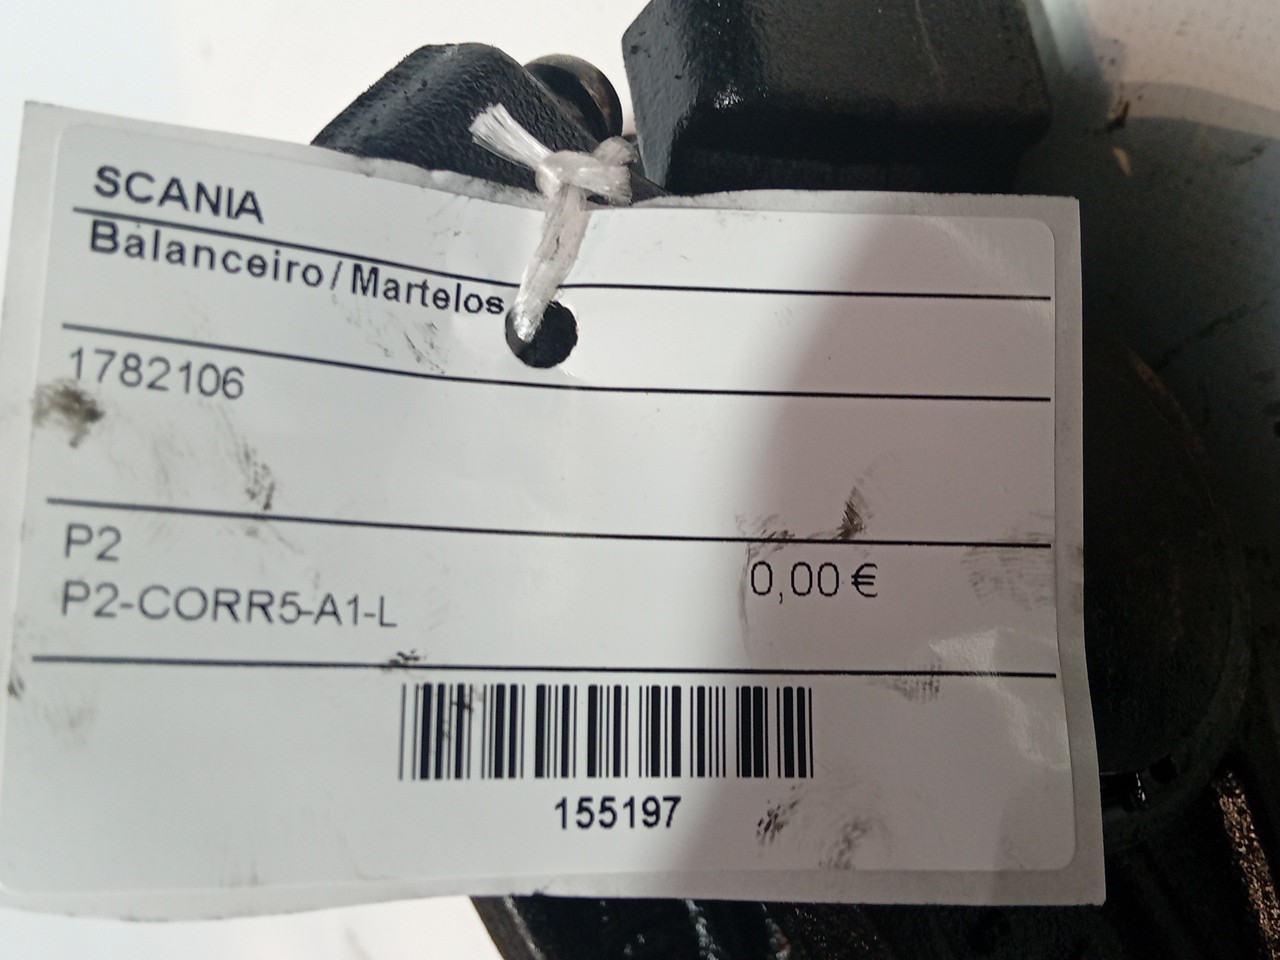 SCANIA
Balanceiro / Martelos
1782106
P2
P2-CORR5-A1-L
0,00 €
155197